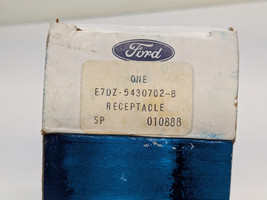 Ford
ONE
E7DZ-5430702-B
RECEPTACLE
SP 010888